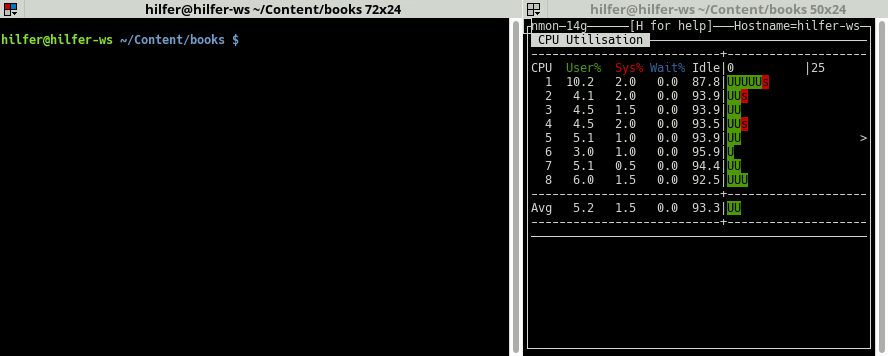 hilfer@hilfer-ws ~/Content/books 72x24
hilfer@hilfer-ws ~/Content/books $
hilfer@hilfer-ws ~/Content/books 50x24
nmon—14g——————[H for help]———Hostname=hilfer-ws—
CPU Utilisation
---------------------------+--------------------
CPU User% Sys% Wait% Idle|0 |25
1 10.2 2.0 0.0 87.8|UUUUUs
2 4.1 2.0 0.0 93.9|UUs
3 4.5 1.5 0.0 93.9|UU
4 4.5 2.0 0.0 93.5|UUs
5 5.1 1.0 0.0 93.9|UU >
6 3.0 1.0 0.0 95.9|U
7 5.1 0.5 0.0 94.4|UU
8 6.0 1.5 0.0 92.5|UUU
---------------------------+--------------------
Avg 5.2 1.5 0.0 93.3|UU
---------------------------+--------------------